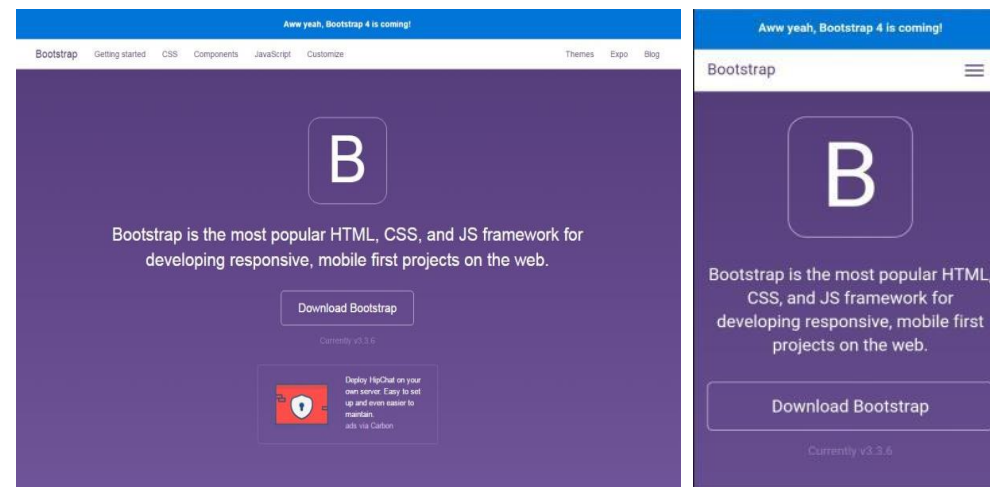 Aww yeah, Bootstrap 4 is coming!
Bootstrap Getting started CSS Components JavaScript Customize Themes Expo Blog
B
Bootstrap is the most popular HTML, CSS, and JS framework for
developing responsive, mobile first projects on the web.
Download Bootstrap
Currently v3.3.6
Deploy HipChat on your
own server. Easy to set
up and even easier to
maintain.
ads via Carbon
Aww yeah, Bootstrap 4 is coming!
Bootstrap
B
Bootstrap is the most popular HTML,
CSS, and JS framework for
developing responsive, mobile first
projects on the web.
Download Bootstrap
Currently v3.3.6